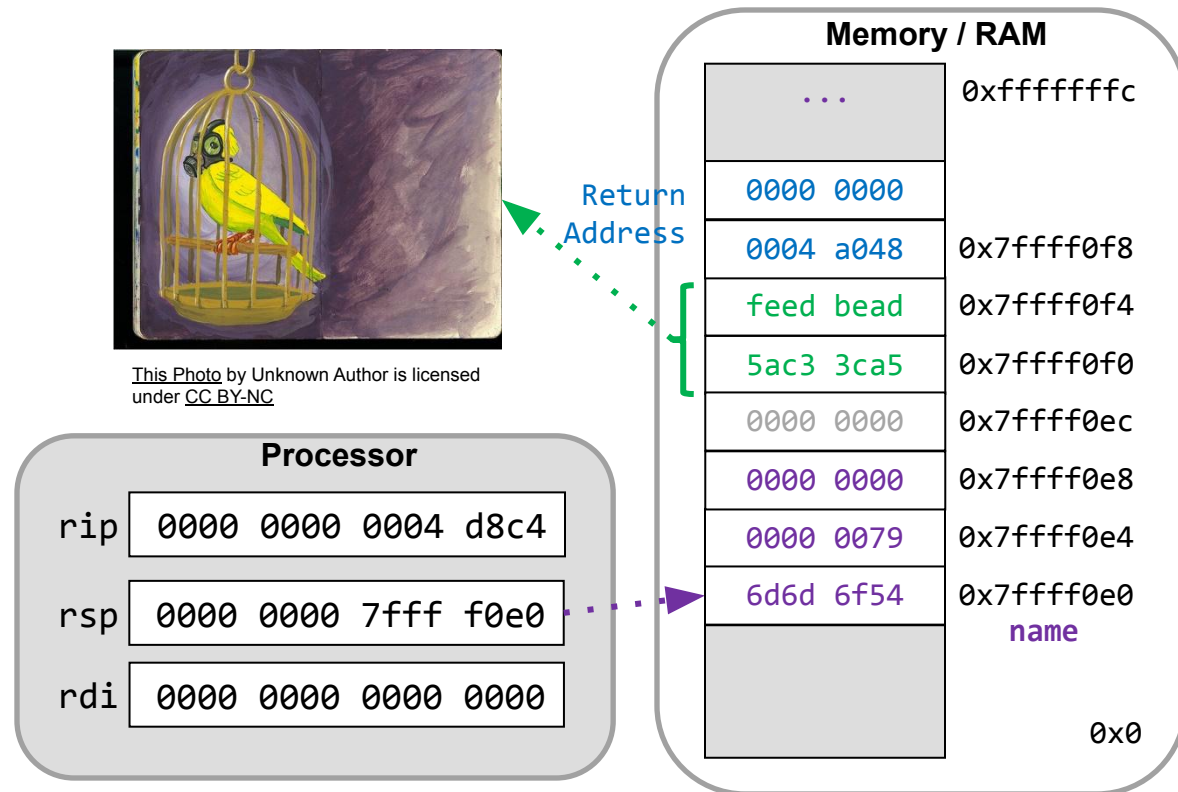 Memory / RAM
... 0xfffffffc
Return Address
0000 0000
0004 a048 0x7ffff0f8
feed bead 0x7ffff0f4
5ac3 3ca5 0x7ffff0f0
0000 0000 0x7ffff0ec
0000 0000 0x7ffff0e8
0000 0079 0x7ffff0e4
6d6d 6f54 0x7ffff0e0
name
0x0
This Photo by Unknown Author is licensed
under CC BY-NC
Processor
rip 0000 0000 0004 d8c4
rsp 0000 0000 7fff f0e0
rdi 0000 0000 0000 0000